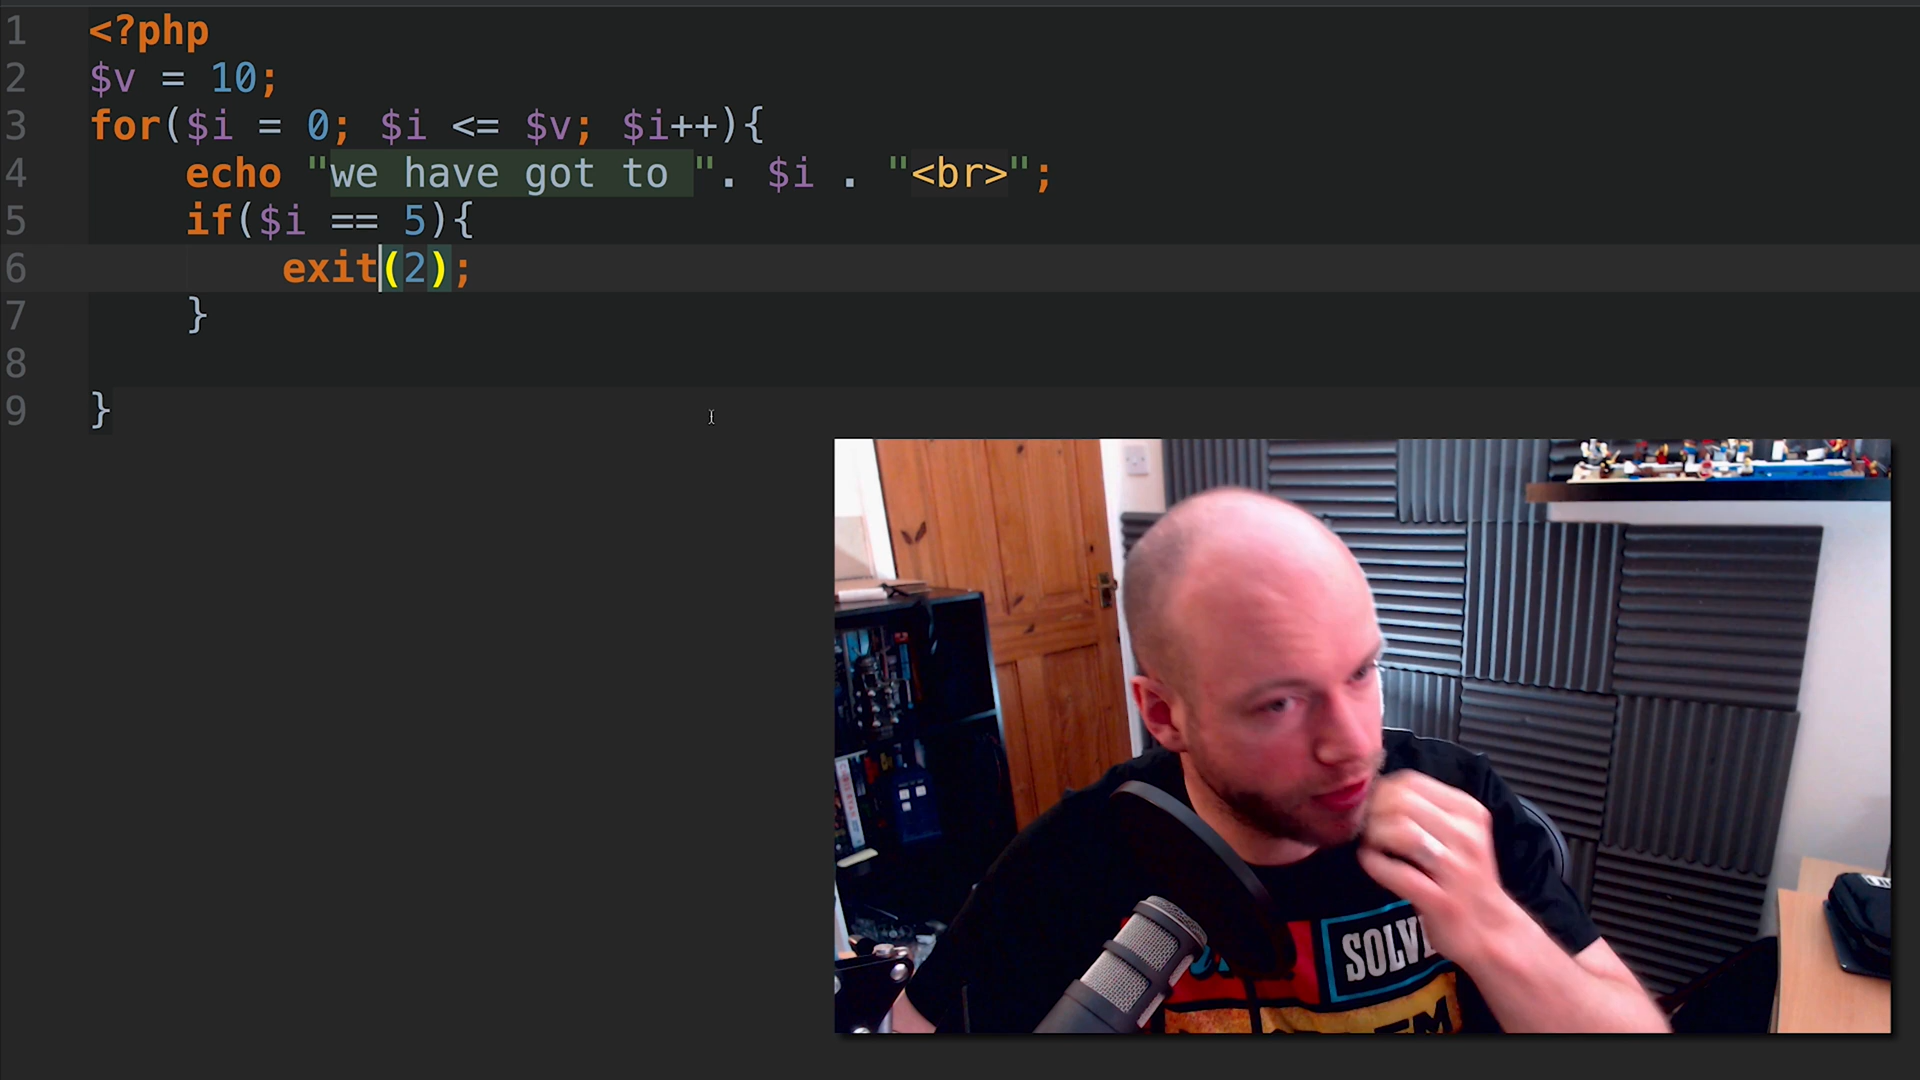 1 <?php
2 $v = 10;
3 for($i = 0; $i <= $v; $i++){
4 echo "we have got to ". $i . "<br>";
5 if($i == 5){
6 exit(2);
7 }
8
9 }